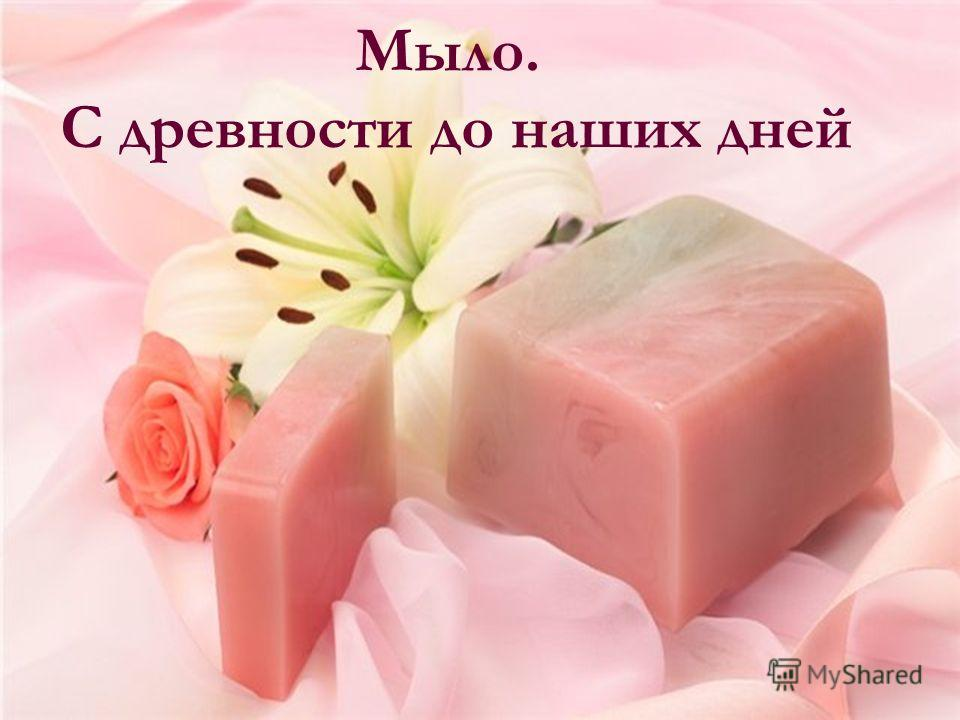 Мыло.
С древности до наших дней
MyShared